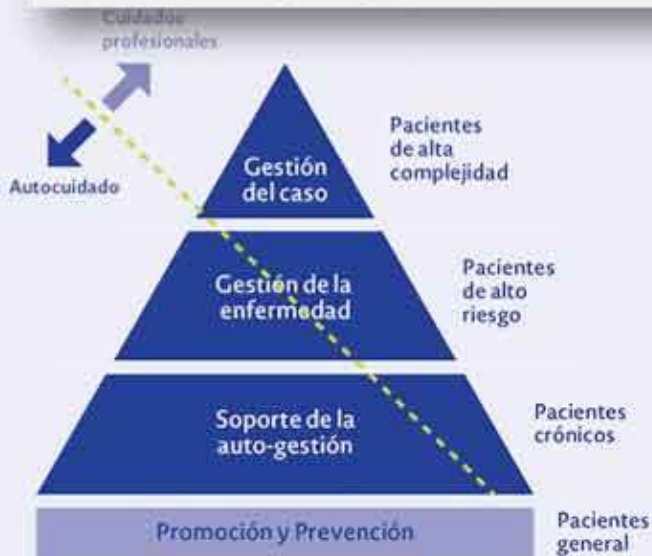 Cuidados
profesionales
Autocuidado
Gestión
del caso
Pacientes
de alta
complejidad
Gestión de la
enfermedad
Pacientes
de alto
riesgo
Soporte de la
auto-gestión
Pacientes
crónicos
Promoción y Prevención
Pacientes
general